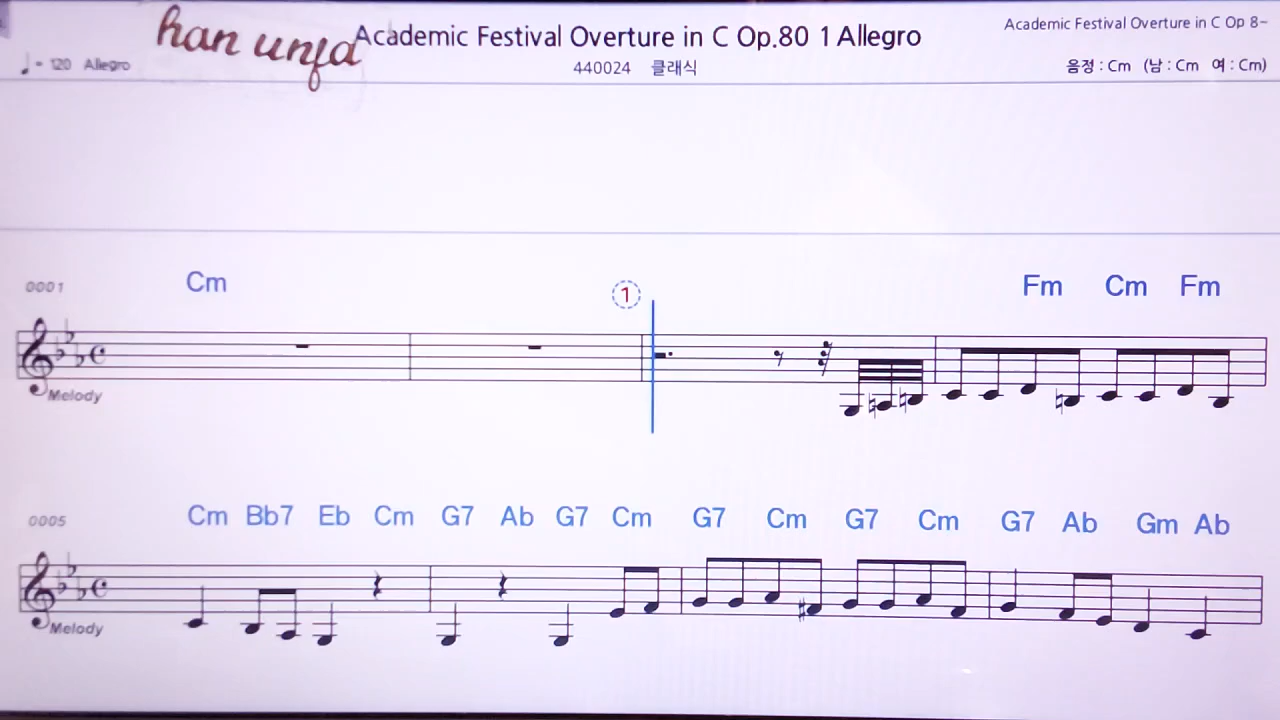 han unfa
Academic Festival Overture in C Op.80 1 Allegro
Academic Festival Overture in C Op 8~
♩ = 120 Allegro
440024 클래식
음정 : Cm (남 : Cm 여 : Cm)
0001 Cm 1 Fm Cm Fm
Melody
0005 Cm Bb7 Eb Cm G7 Ab G7 Cm G7 Cm G7 Cm G7 Ab Gm Ab
Melody